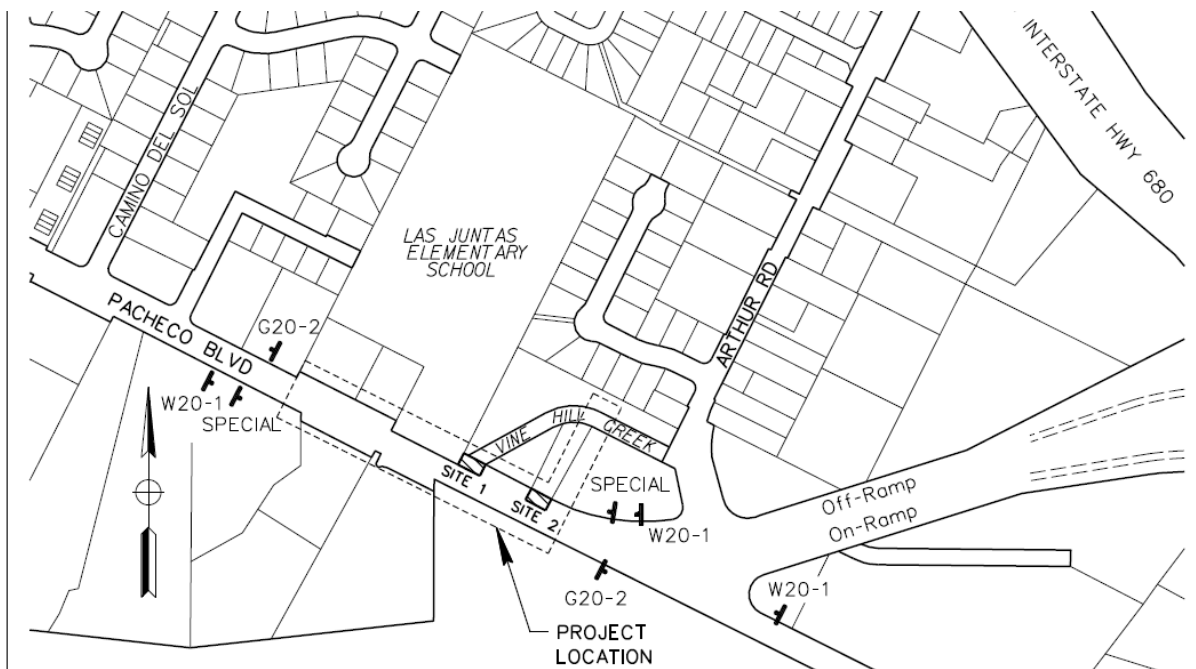 INTERSTATE HWY 680
CAMINO DEL SOL
LAS JUNTAS
ELEMENTARY
SCHOOL
ARTHUR RD
PACHECO BLVD
G20-2
W20-1
SPECIAL
VINE HILL CREEK
SITE 1
SITE 2
SPECIAL
W20-1
Off-Ramp
On-Ramp
G20-2
W20-1
PROJECT
LOCATION